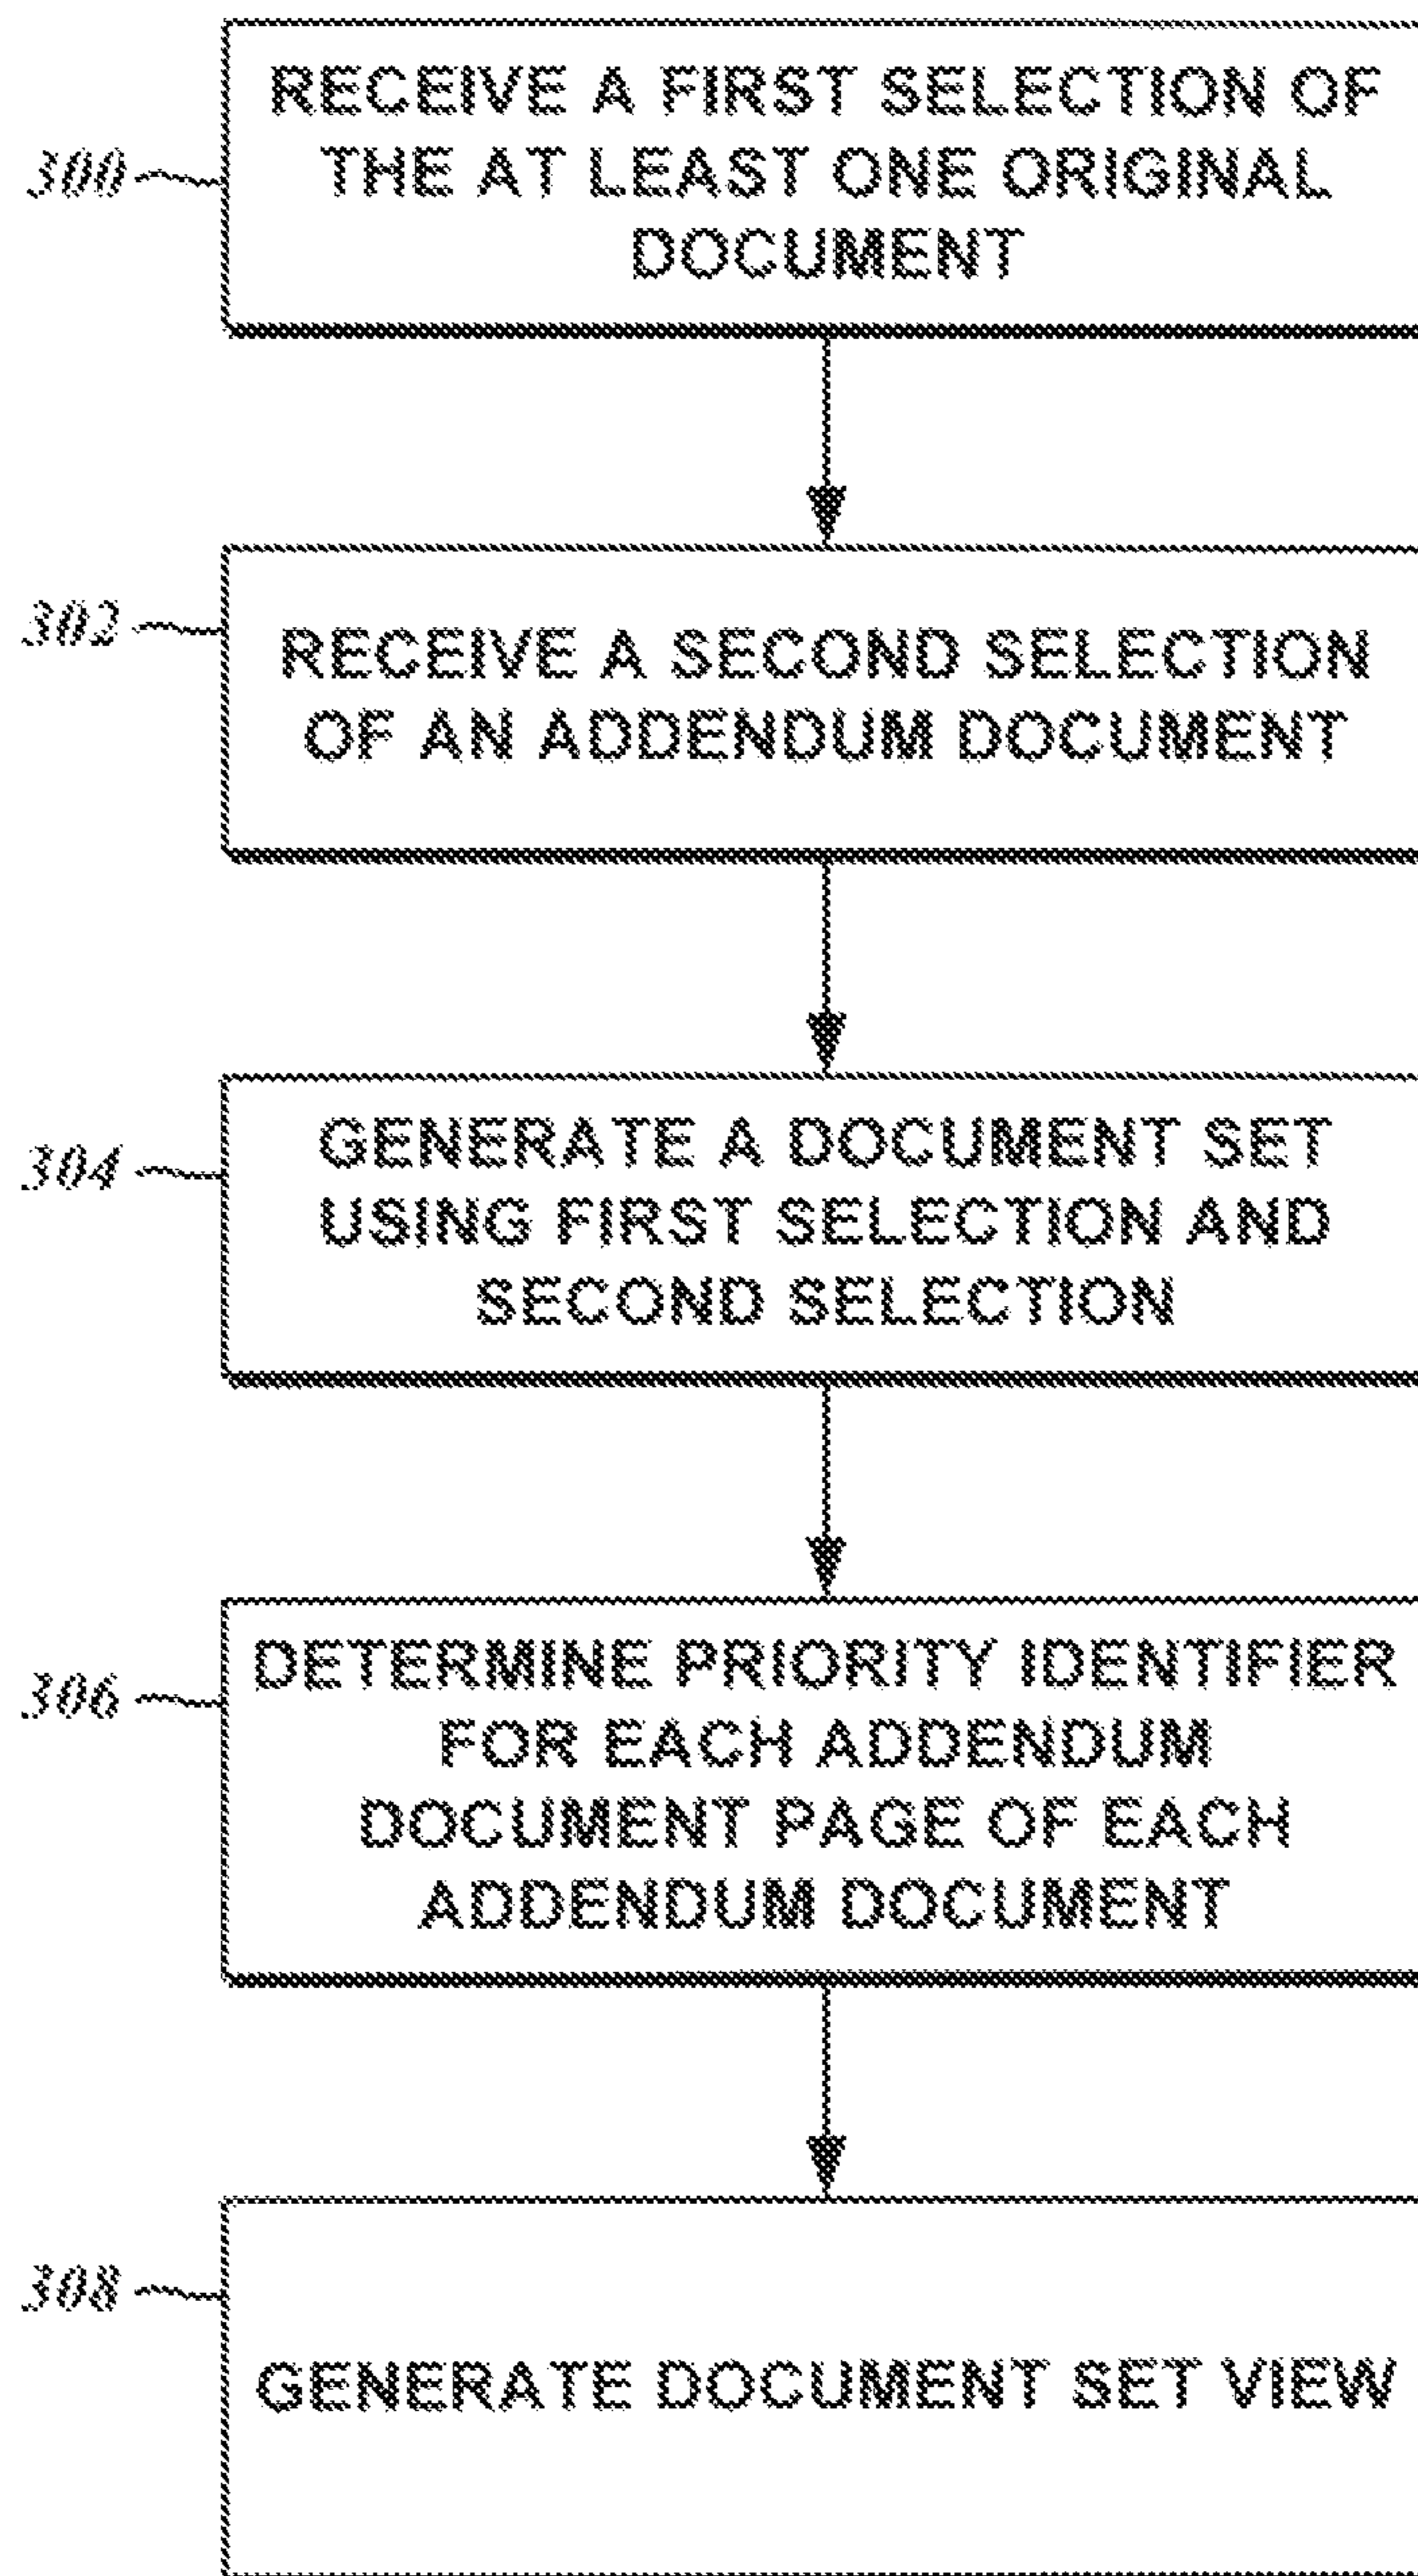 RECEIVE A FIRST SELECTION OF
300
THE AT LEAST ONE ORIGINAL
DOCUMENT
302
RECEIVE A SECOND SELECTION
OF AN ADDENDUM DOCUMENT
304
GENERATE A DOCUMENT SET
USING FIRST SELECTION AND
SECOND SELECTION
306
DETERMINE PRIORITY IDENTIFIER
FOR EACH ADDENDUM
DOCUMENT PAGE OF EACH
ADDENDUM DOCUMENT
308
GENERATE DOCUMENT SET VIEW